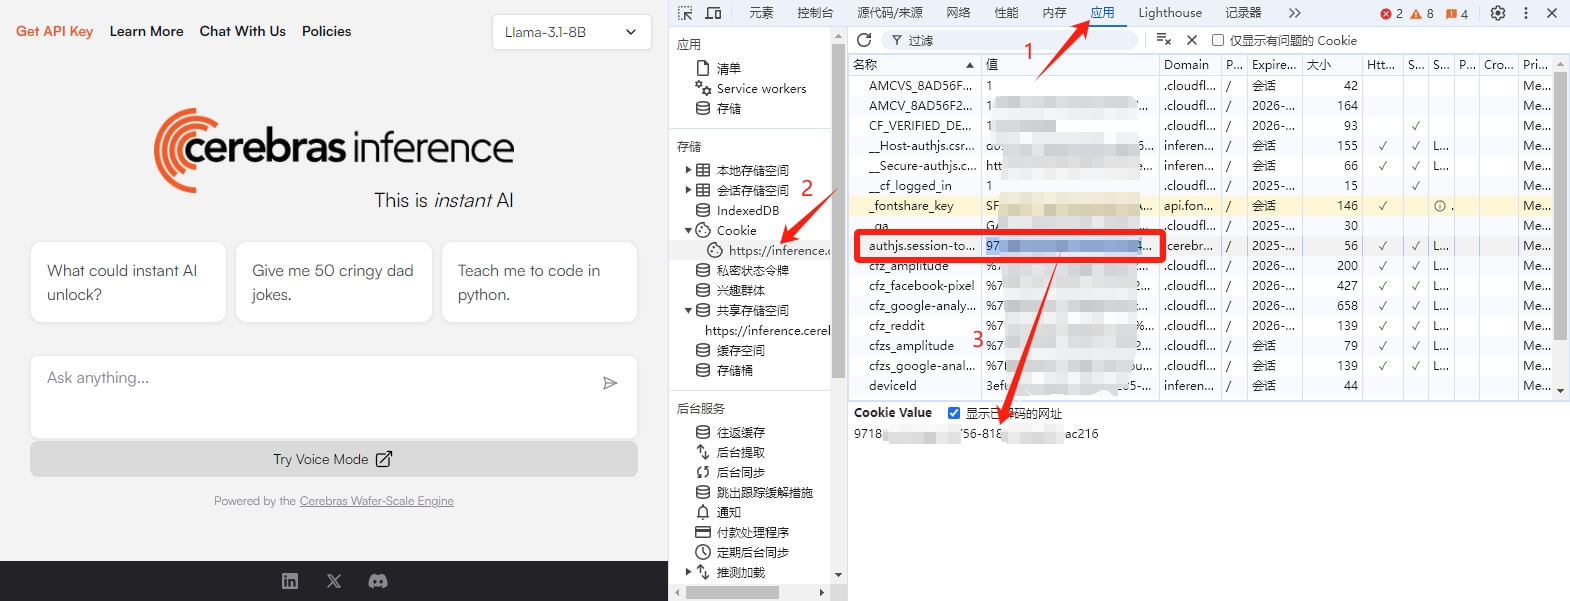 Get API Key Learn More Chat With Us Policies
Llama-3.1-8B
cerebras inference
This is instant AI
What could instant AI unlock?
Give me 50 cringy dad jokes.
Teach me to code in python.
Ask anything...
Try Voice Mode
Powered by the Cerebras Wafer-Scale Engine
元素 控制台 源代码/来源 网络 性能 内存 应用 Lighthouse 记录器 2 8 4
应用
清单
Service workers
存储
存储
本地存储空间
会话存储空间
IndexedDB
Cookie
https://inference.c
私密状态令牌
兴趣群体
共享存储空间
https://inference.cerel
缓存空间
存储桶
后台服务
往返缓存
后台提取
后台同步
跳出跟踪缓解措施
通知
付款处理程序
定期后台同步
推测加载
1
2
3
过滤 仅显示有问题的 Cookie
名称 值 Domain P... Expire... 大小 Htt... S... S... P... Cro... Pri...
AMCVS_8AD56F... 1 .cloudfl... / 会话 42 Me...
AMCV_8AD56F2... 1 .cloudfl... / 2026-... 164 Me...
CF_VERIFIED_DE... 1 .cloudfl... / 2026-... 93 ✓ Me...
__Host-authjs.csr... inferen... / 会话 155 ✓ ✓ L... Me...
__Secure-authjs.c... htt inferen... / 会话 66 ✓ ✓ L... Me...
__cf_logged_in 1 .cloudfl... / 2025-... 15 ✓ Me...
_fontshare_key SF api.fon... / 会话 146 ✓ Me...
_ga .cloudfl... / 2025-... 30 Me...
authjs.session-to... 97 4... .cerebr... / 2025-... 56 ✓ ✓ L... Me...
cfz_amplitude %7 .cloudfl... / 2026-... 200 ✓ ✓ L... Me...
cfz_facebook-pixel %7 2... .cloudfl... / 2026-... 427 ✓ ✓ L... Me...
cfz_google-analy... %7 .cloudfl... / 2026-... 658 ✓ ✓ L... Me...
cfz_reddit %7 %... .cloudfl... / 2026-... 139 ✓ ✓ L... Me...
cfzs_amplitude %7 2... .cloudfl... / 会话 79 ✓ ✓ L... Me...
cfzs_google-anal... %7 .cloudfl... / 会话 139 ✓ ✓ L... Me...
deviceId 3ef 05-... inferen... / 会话 44 Me...
Cookie Value 显示已解码的网址
9718 756-818 ac216